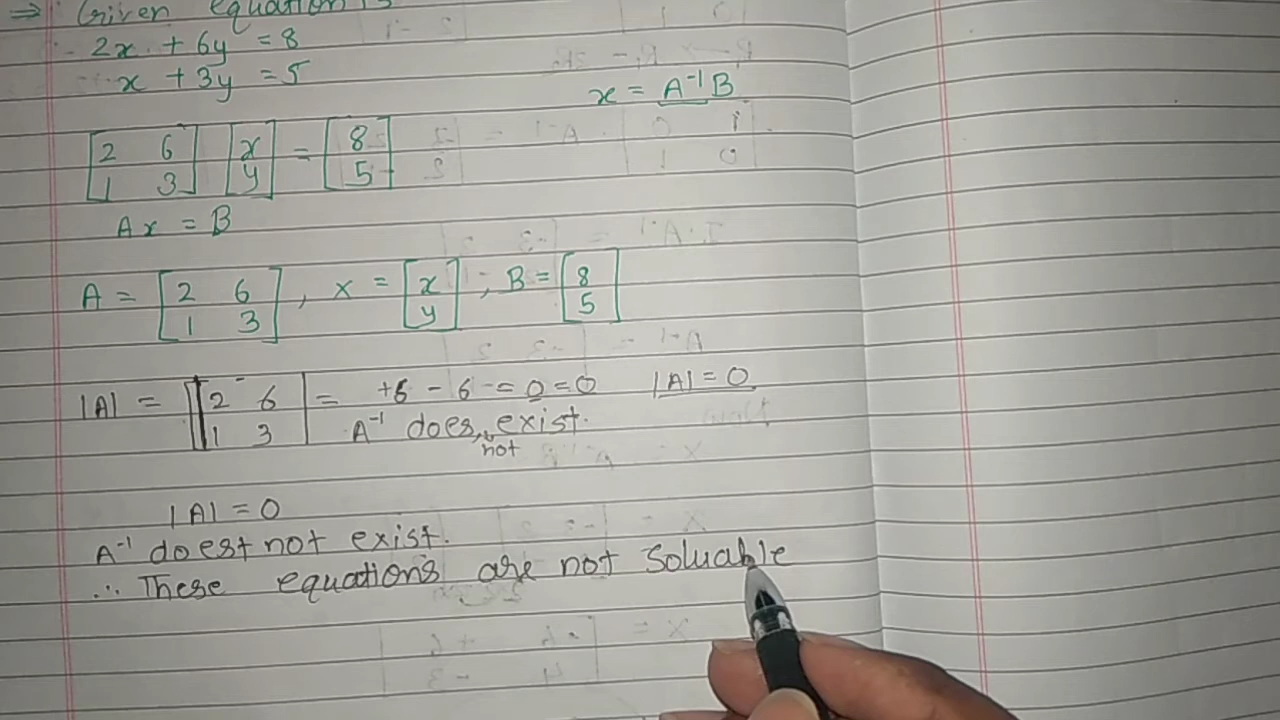 ⇒ Given equation is
2x + 6y = 8
x + 3y = 5
x = A⁻¹B
[2 6] [x] = [8]
[1 3] [y] [5]
Ax = B
A = [2 6], X = [x]; B = [8]
[1 3] [y] [5]
|A| = |2 6| = +6 - 6 = 0 = 0 |A| = 0
|1 3| A⁻¹ does not exist.
|A| = 0
A⁻¹ doest not exist.
∴ These equations are not Soluable